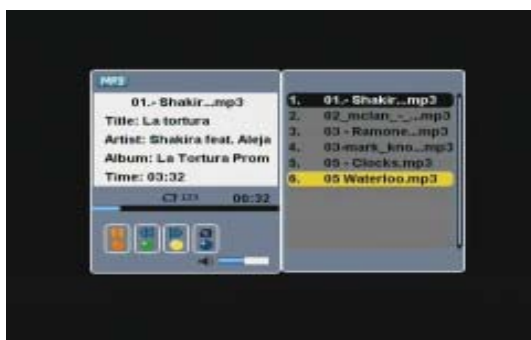 MP3
01.- Shakir...mp3
Title: La tortura
Artist: Shakira feat. Aleja
Album: La Tortura Prom
Time: 03:32
123 00:32
1. 01.- Shakir...mp3
2. 02_mclan_-_...mp3
3. 03 - Ramone...mp3
4. 03-mark_kno...mp3
5. 05 - Clocks.mp3
6. 05 Waterloo.mp3